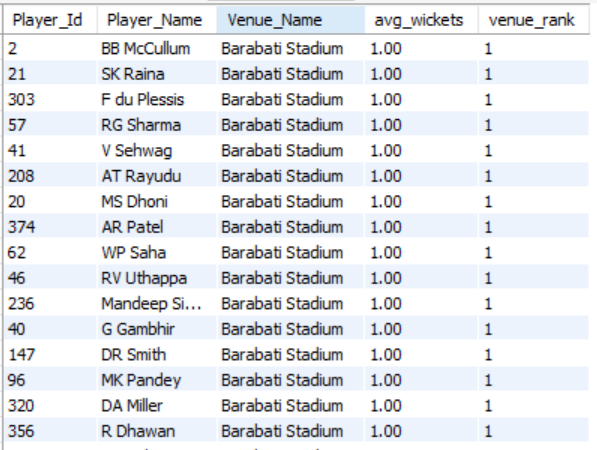 Player_Id Player_Name Venue_Name avg_wickets venue_rank
2 BB McCullum Barabati Stadium 1.00 1
21 SK Raina Barabati Stadium 1.00 1
303 F du Plessis Barabati Stadium 1.00 1
57 RG Sharma Barabati Stadium 1.00 1
41 V Sehwag Barabati Stadium 1.00 1
208 AT Rayudu Barabati Stadium 1.00 1
20 MS Dhoni Barabati Stadium 1.00 1
374 AR Patel Barabati Stadium 1.00 1
62 WP Saha Barabati Stadium 1.00 1
46 RV Uthappa Barabati Stadium 1.00 1
236 Mandeep Si... Barabati Stadium 1.00 1
40 G Gambhir Barabati Stadium 1.00 1
147 DR Smith Barabati Stadium 1.00 1
96 MK Pandey Barabati Stadium 1.00 1
320 DA Miller Barabati Stadium 1.00 1
356 R Dhawan Barabati Stadium 1.00 1